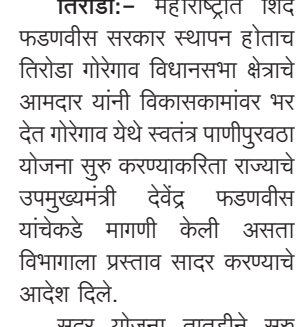 तिरोडा:– महाराष्ट्रात शिंदे
फडणवीस सरकार स्थापन होताच
तिरोडा गोरेगाव विधानसभा क्षेत्राचे
आमदार यांनी विकासकामांवर भर
देत गोरेगाव येथे स्वतंत्र पाणीपुरवठा
योजना सुरु करण्याकरिता राज्याचे
उपमुख्यमंत्री देवेंद्र फडणवीस
यांचेकडे मागणी केली असता
विभागाला प्रस्ताव सादर करण्याचे
आदेश दिले.
सदर योजना तातडीने सुरु